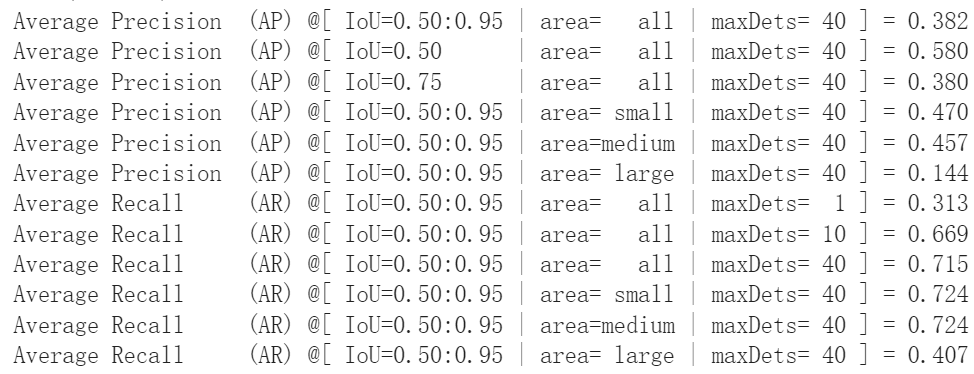 Average Precision  (AP) @[ IoU=0.50:0.95 | area=   all | maxDets= 40 ] = 0.382
Average Precision  (AP) @[ IoU=0.50      | area=   all | maxDets= 40 ] = 0.580
Average Precision  (AP) @[ IoU=0.75      | area=   all | maxDets= 40 ] = 0.380
Average Precision  (AP) @[ IoU=0.50:0.95 | area= small | maxDets= 40 ] = 0.470
Average Precision  (AP) @[ IoU=0.50:0.95 | area=medium | maxDets= 40 ] = 0.457
Average Precision  (AP) @[ IoU=0.50:0.95 | area= large | maxDets= 40 ] = 0.144
Average Recall     (AR) @[ IoU=0.50:0.95 | area=   all | maxDets=  1 ] = 0.313
Average Recall     (AR) @[ IoU=0.50:0.95 | area=   all | maxDets= 10 ] = 0.669
Average Recall     (AR) @[ IoU=0.50:0.95 | area=   all | maxDets= 40 ] = 0.715
Average Recall     (AR) @[ IoU=0.50:0.95 | area= small | maxDets= 40 ] = 0.724
Average Recall     (AR) @[ IoU=0.50:0.95 | area=medium | maxDets= 40 ] = 0.724
Average Recall     (AR) @[ IoU=0.50:0.95 | area= large | maxDets= 40 ] = 0.407